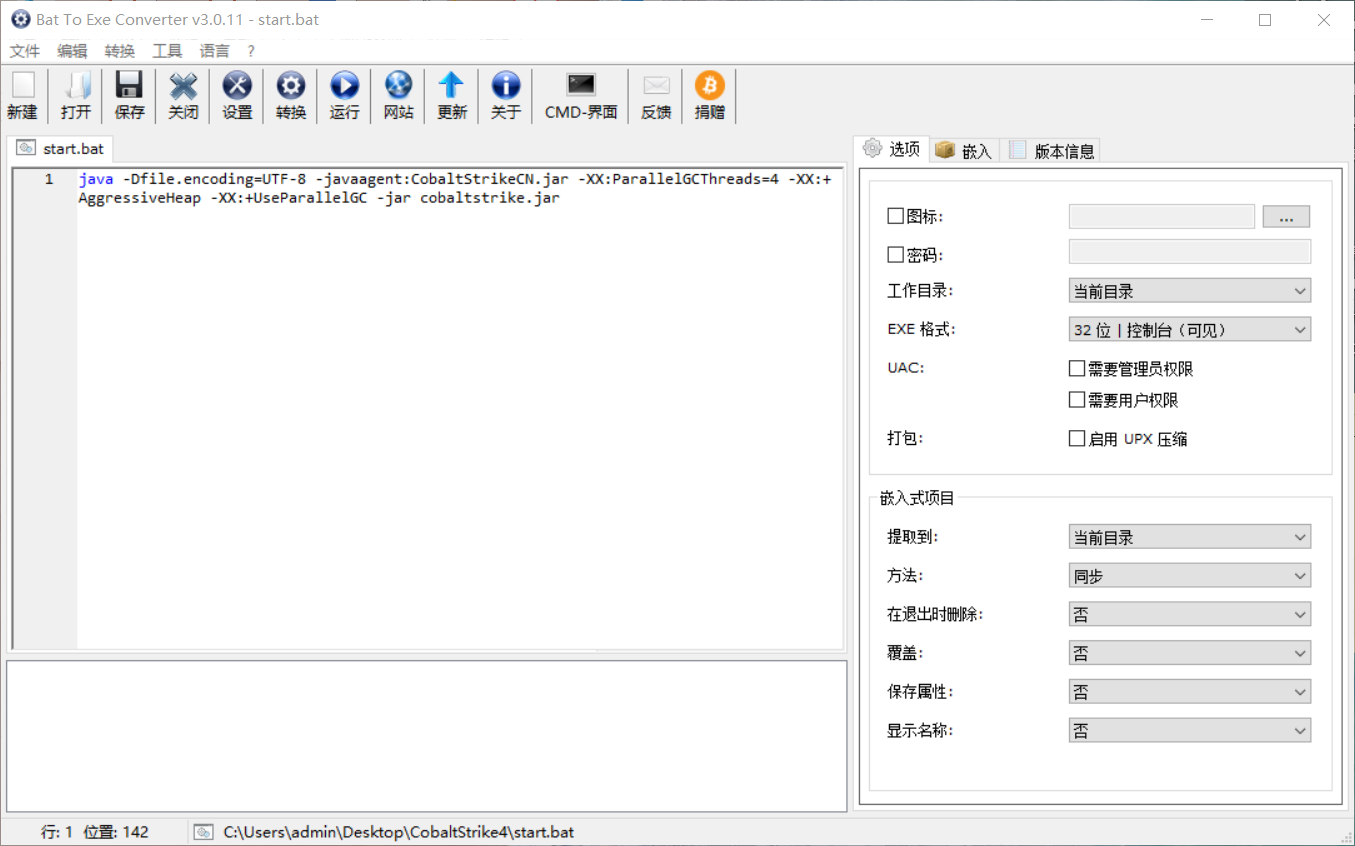 Bat To Exe Converter v3.0.11 - start.bat
文件 编辑 转换 工具 语言 ?
新建 打开 保存 关闭 设置 转换 运行 网站 更新 关于 CMD-界面 反馈 捐赠
start.bat
1 java -Dfile.encoding=UTF-8 -javaagent:CobaltStrikeCN.jar -XX:ParallelGCThreads=4 -XX:+
AggressiveHeap -XX:+UseParallelGC -jar cobaltstrike.jar
选项 嵌入 版本信息
图标: ...
密码:
工作目录: 当前目录
EXE 格式: 32 位 | 控制台（可见）
UAC: 需要管理员权限
需要用户权限
打包: 启用 UPX 压缩
嵌入式项目
提取到: 当前目录
方法: 同步
在退出时删除: 否
覆盖: 否
保存属性: 否
显示名称: 否
行: 1 位置: 142 C:\Users\admin\Desktop\CobaltStrike4\start.bat